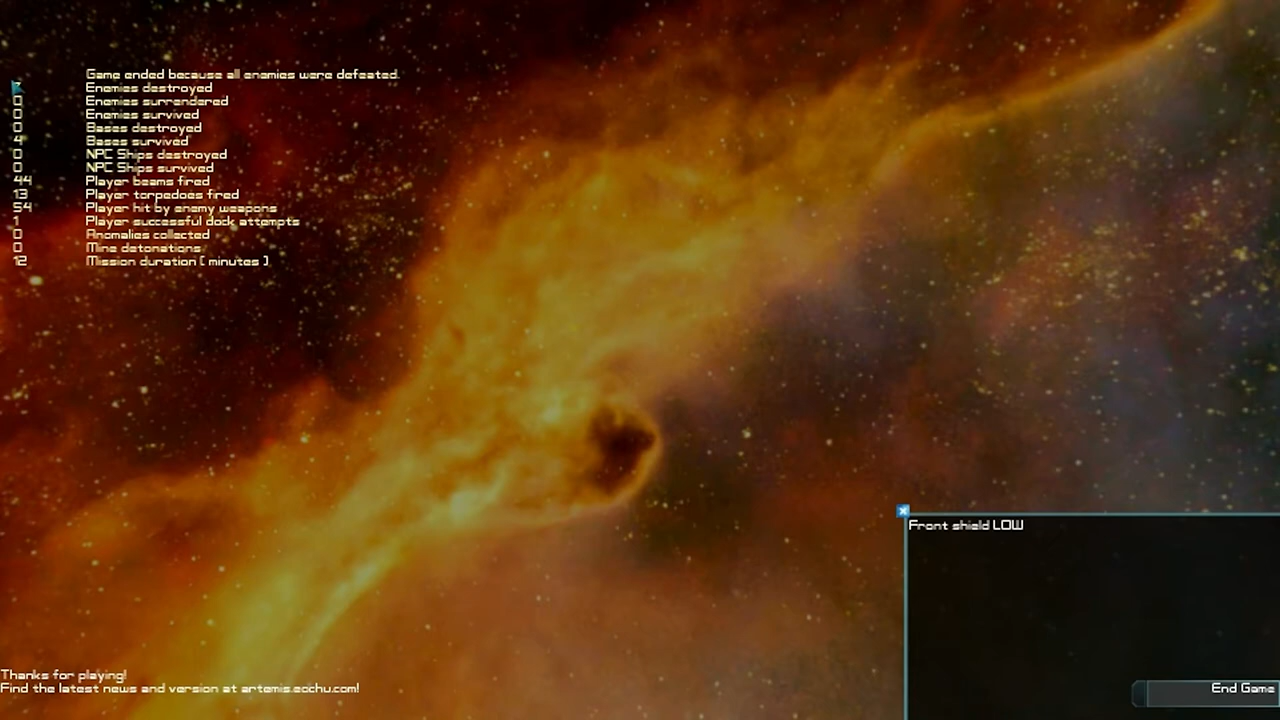 Game ended because all enemies were defeated.
Enemies destroyed
0 Enemies surrendered
0 Enemies survived
0 Bases destroyed
4 Bases survived
0 NPC Ships destroyed
0 NPC Ships survived
44 Player beams fired
13 Player torpedoes fired
54 Player hit by enemy weapons
1 Player successful dock attempts
0 Anomalies collected
0 Mine detonations
12 Mission duration ( minutes )
Front shield LOW
Thanks for playing!
Find the latest news and version at artemis.eochu.com!
End Game